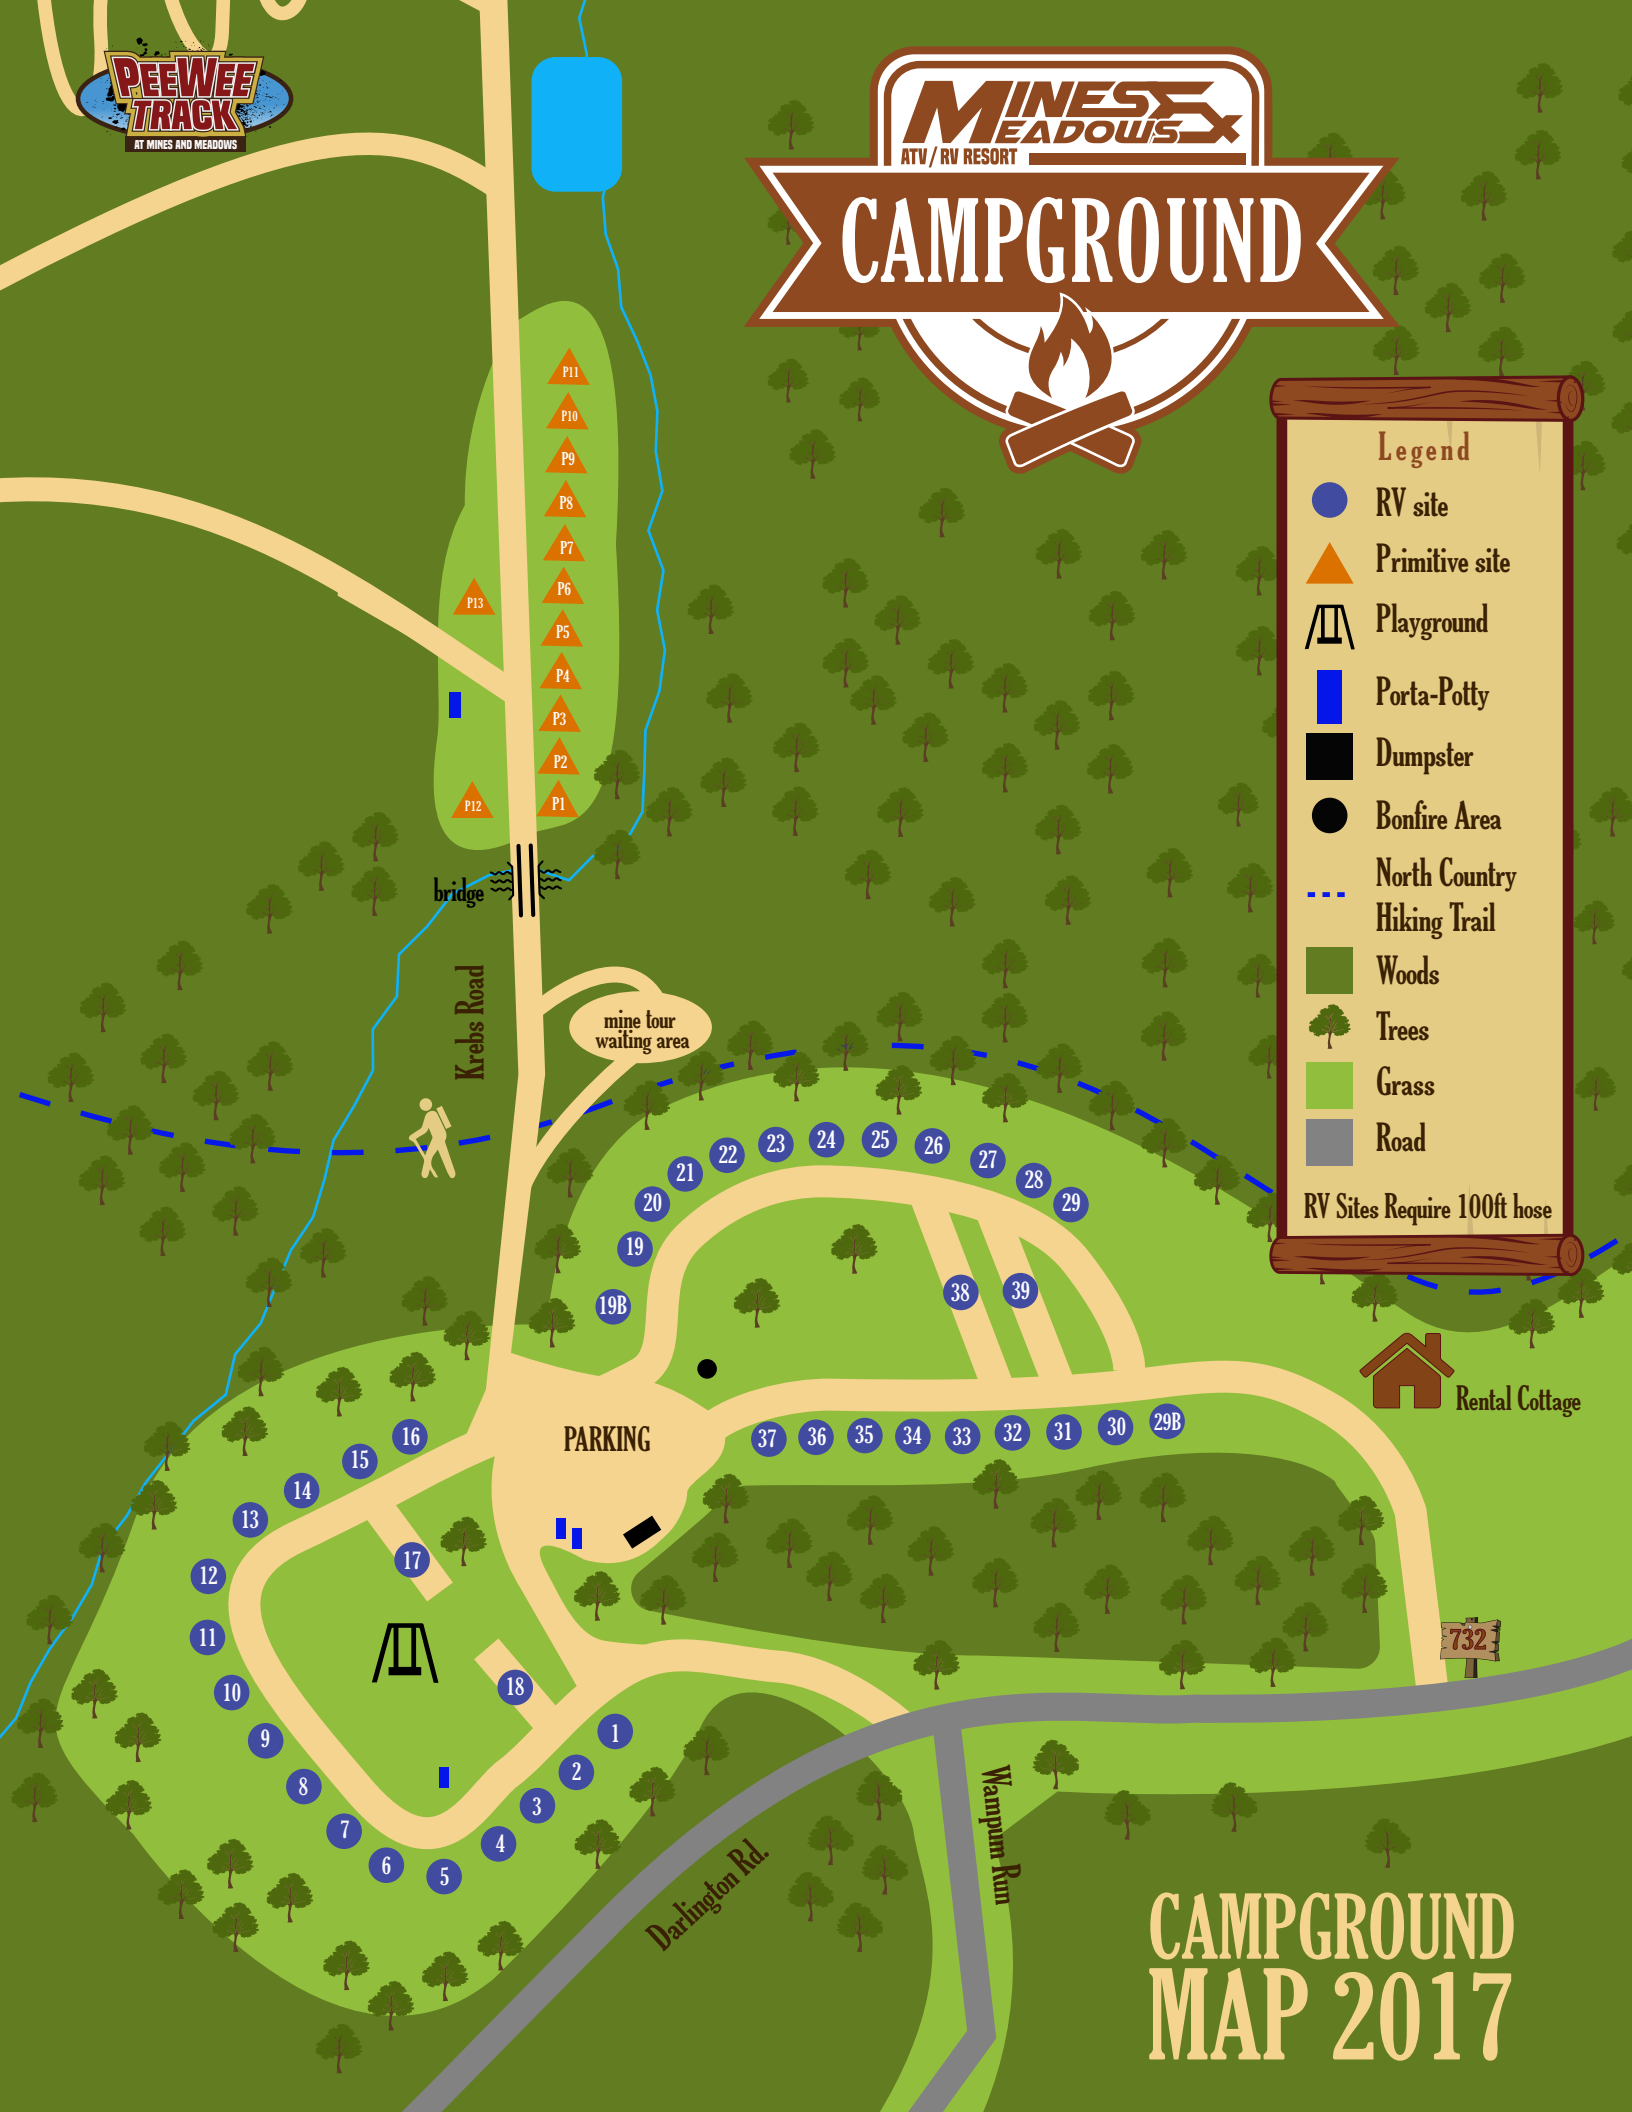 PEEWEE
TRACK
AT MINES AND MEADOWS
MINES &
MEADOWS
ATV / RV RESORT
CAMPGROUND
Legend
RV site
Primitive site
Playground
Porta-Potty
Dumpster
Bonfire Area
North Country
Hiking Trail
Woods
Trees
Grass
Road
RV Sites Require 100ft hose
P11
P10
P9
P8
P7
P6
P13
P5
P4
P3
P2
P12
P1
bridge
Krebs Road
mine tour
waiting area
19B
19
20
21
22
23
24
25
26
27
28
29
38
39
Rental Cottage
PARKING
37
36
35
34
33
32
31
30
29B
16
15
14
13
12
11
10
9
8
7
6
5
4
3
2
1
17
18
732
Wampum Run
Darlington Rd.
CAMPGROUND
MAP 2017